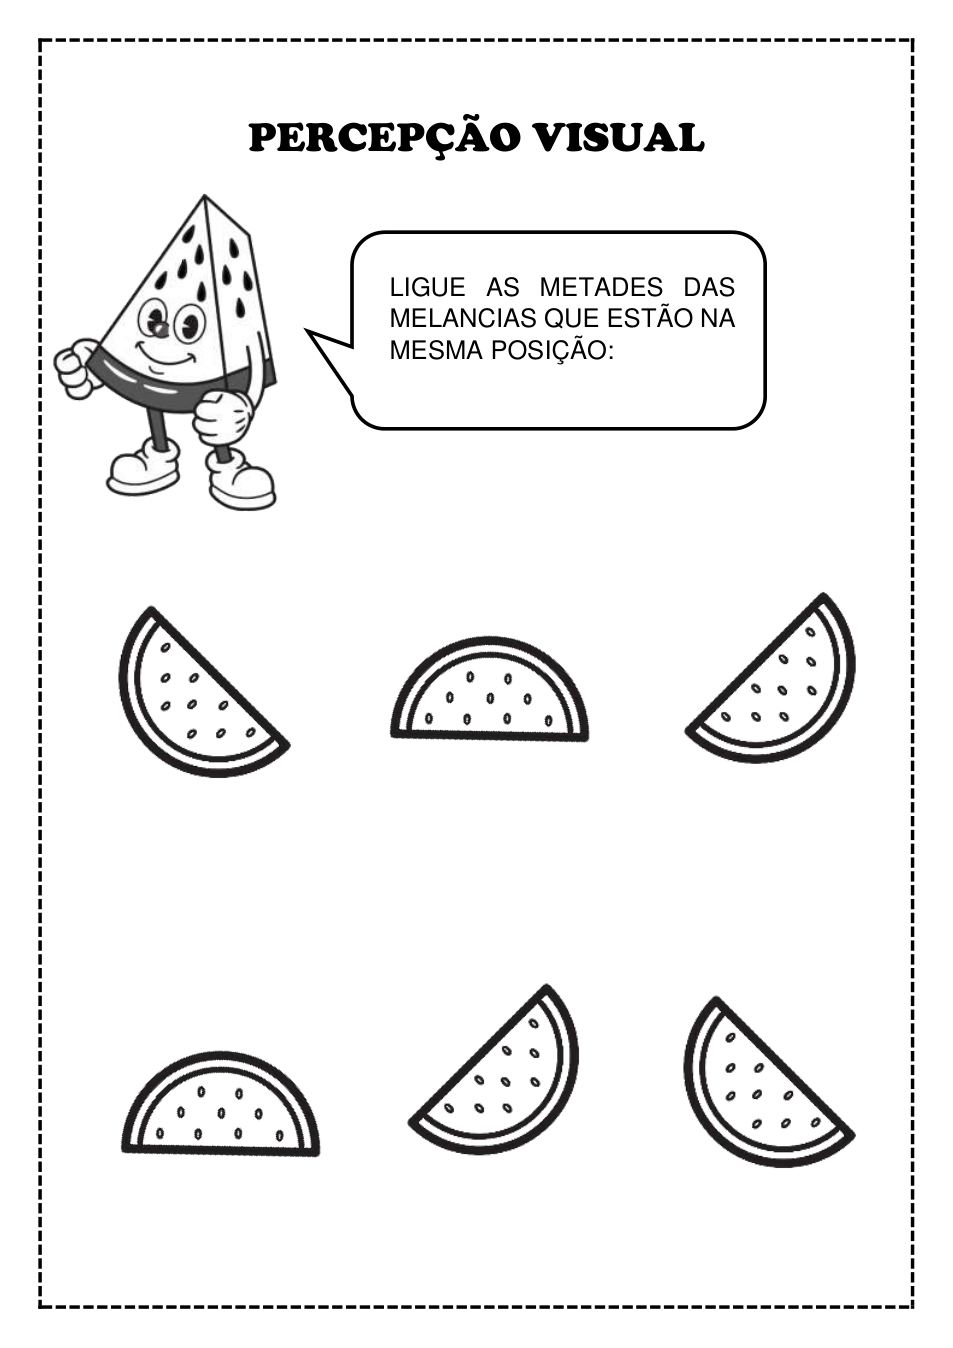 PERCEPÇÃO VISUAL
LIGUE AS METADES DAS
MELANCIAS QUE ESTÃO NA
MESMA POSIÇÃO: